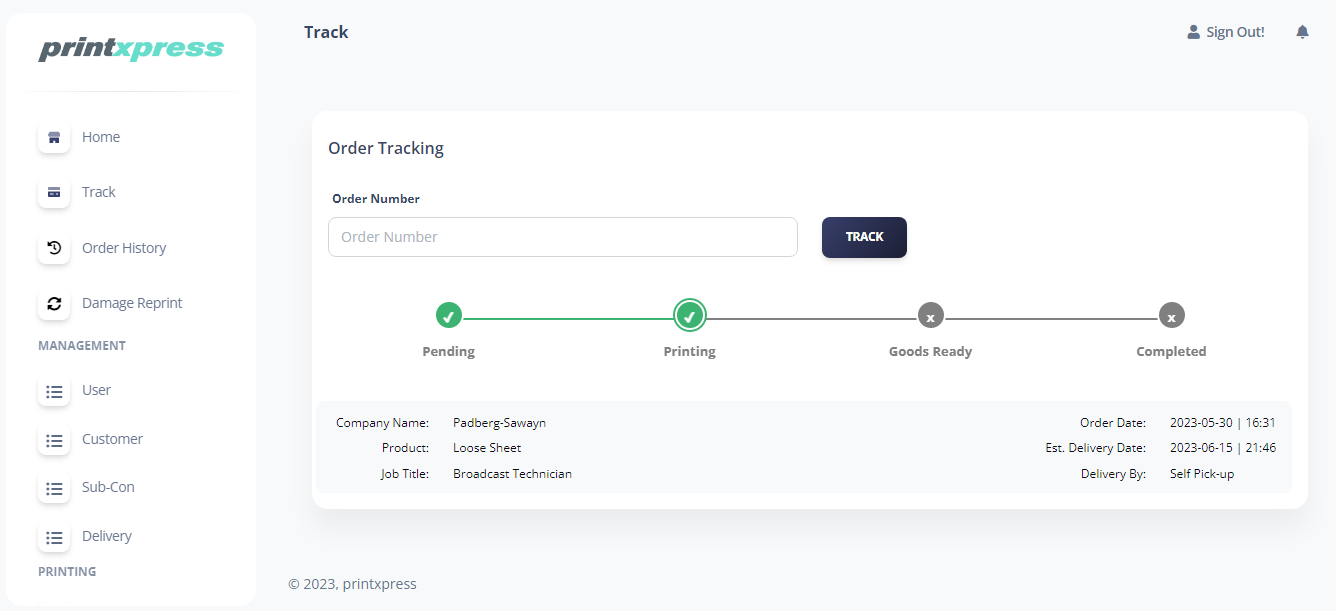 printxpress
Home
Track
Order History
Damage Reprint
MANAGEMENT
User
Customer
Sub-Con
Delivery
PRINTING
Track
Sign Out!
Order Tracking
Order Number
Order Number
TRACK
Pending
Printing
Goods Ready
Completed
Company Name: Padberg-Sawayn
Product: Loose Sheet
Job Title: Broadcast Technician
Order Date: 2023-05-30 | 16:31
Est. Delivery Date: 2023-06-15 | 21:46
Delivery By: Self Pick-up
© 2023, printxpress